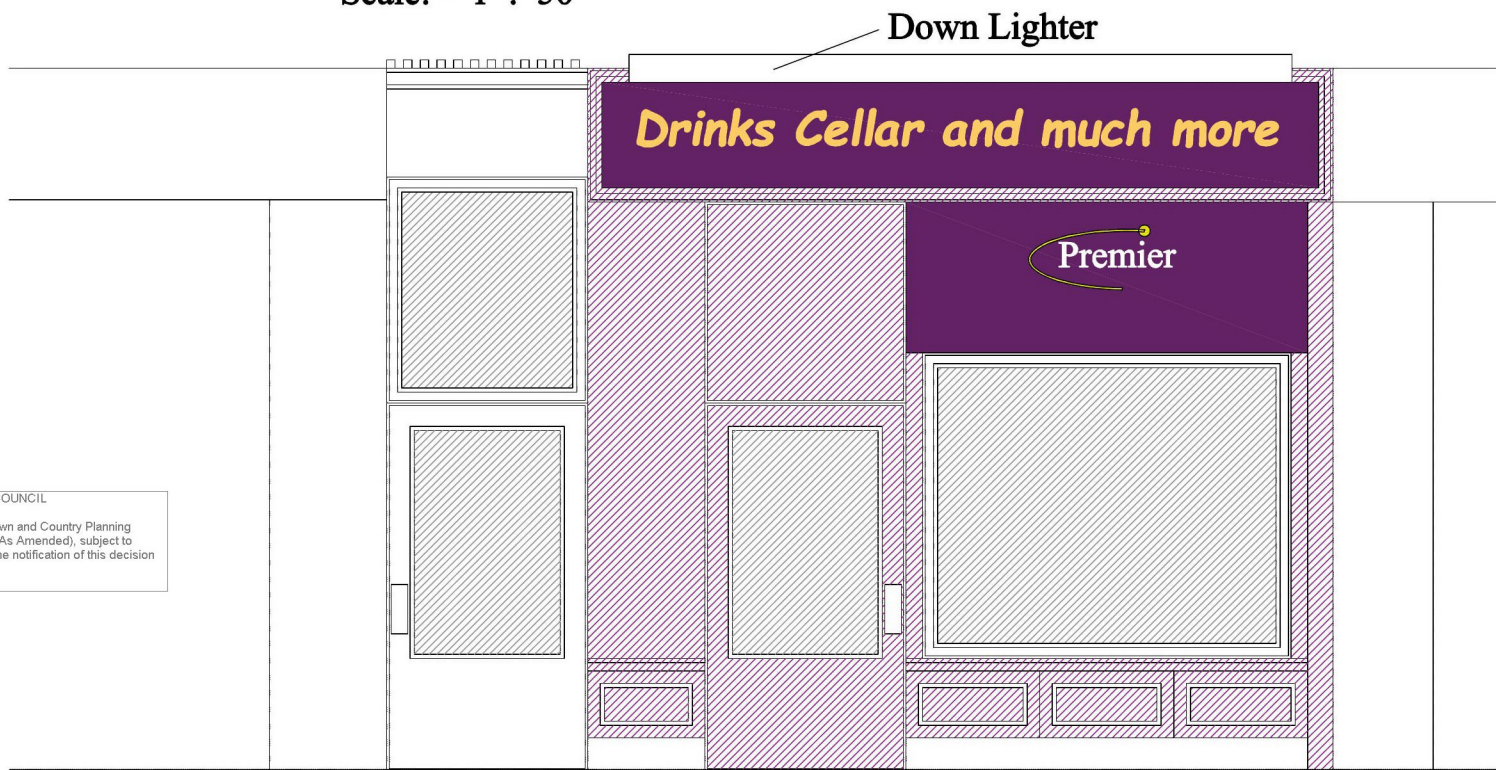 Down Lighter
Drinks Cellar and much more
Premier
OUNCIL
wn and Country Planning
As Amended), subject to
he notification of this decision